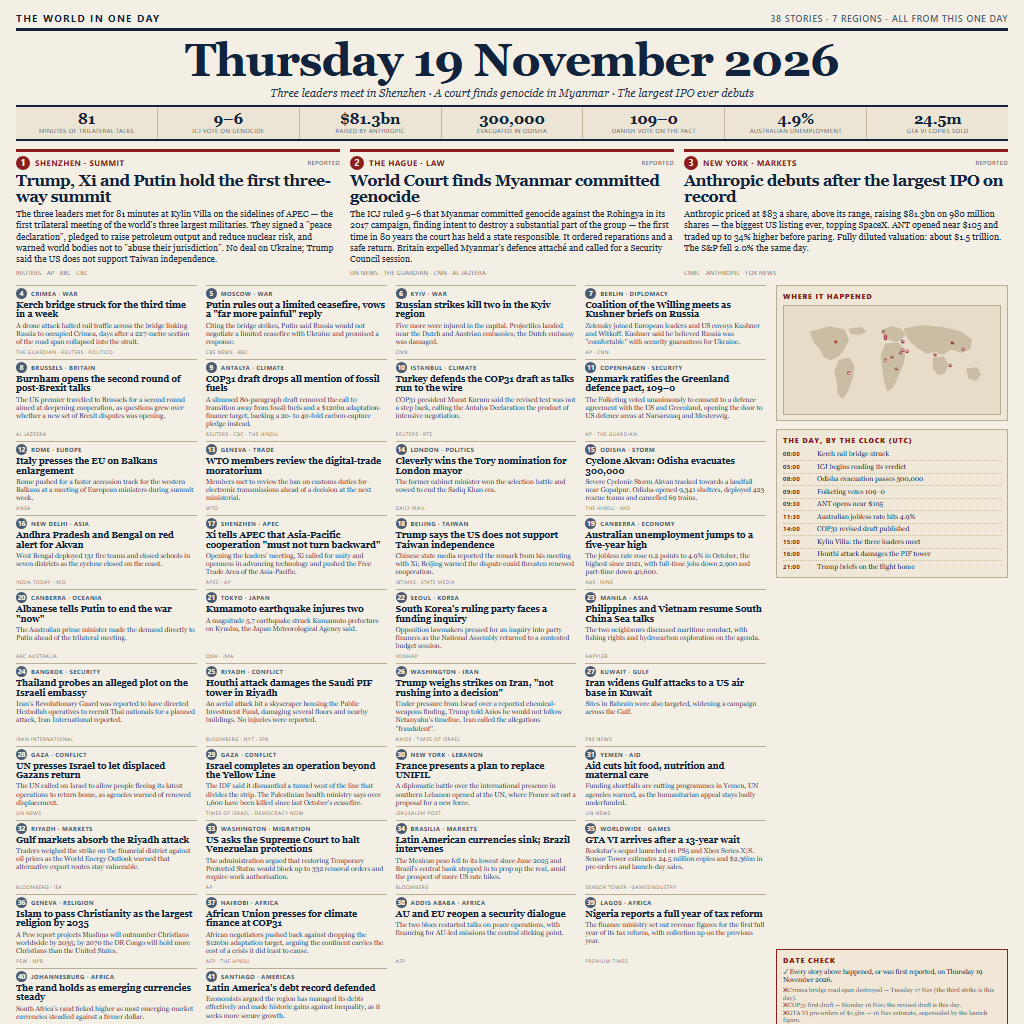 THE WORLD IN ONE DAY
38 STORIES · 7 REGIONS · ALL FROM THIS ONE DAY
Thursday 19 November 2026
Three leaders meet in Shenzhen · A court finds genocide in Myanmar · The largest IPO ever debuts
81
MINUTES OF TRILATERAL TALKS
9–6
ICJ VOTE ON GENOCIDE
$81.3bn
RAISED BY ANTHROPIC
300,000
EVACUATED IN ODISHA
109–0
DANISH VOTE ON THE PACT
4.9%
AUSTRALIAN UNEMPLOYMENT
24.5m
GTA VI COPIES SOLD
1 SHENZHEN · SUMMIT REPORTED
Trump, Xi and Putin hold the first three-
way summit
The three leaders met for 81 minutes at Kylin Villa on the sidelines of APEC — the
first trilateral meeting of the world's three largest militaries. They signed a "peace
declaration", pledged to raise petroleum output and reduce nuclear risk, and
warned world bodies not to "abuse their jurisdiction". No deal on Ukraine; Trump
said the US does not support Taiwan independence.
REUTERS · AP · BBC · CBC
2 THE HAGUE · LAW REPORTED
World Court finds Myanmar committed
genocide
The ICJ ruled 9–6 that Myanmar committed genocide against the Rohingya in its
2017 campaign, finding intent to destroy a substantial part of the group — the first
time in 80 years the court has held a state responsible. It ordered reparations and a
safe return. Britain expelled Myanmar's defence attaché and called for a Security
Council session.
UN NEWS · THE GUARDIAN · CNN · AL JAZEERA
3 NEW YORK · MARKETS REPORTED
Anthropic debuts after the largest IPO on
record
Anthropic priced at $83 a share, above its range, raising $81.3bn on 980 million
shares — the biggest US listing ever, topping SpaceX. ANT opened near $105 and
traded up to 34% higher before paring. Fully diluted valuation: about $1.5 trillion.
The S&P fell 2.0% the same day.
CNBC · ANTHROPIC · FOX NEWS
4 CRIMEA · WAR
Kerch bridge struck for the third time
in a week
A drone attack halted rail traffic across the bridge linking
Russia to occupied Crimea, days after a 227-metre section
of the road span collapsed into the strait.
THE GUARDIAN · REUTERS · POLITICO
5 MOSCOW · WAR
Putin rules out a limited ceasefire, vows
a "far more painful" reply
Citing the bridge strikes, Putin said Russia would not
negotiate a limited ceasefire with Ukraine and promised a
response.
CBS NEWS · BBC
6 KYIV · WAR
Russian strikes kill two in the Kyiv
region
Five more were injured in the capital. Projectiles landed
near the Dutch and Austrian embassies; the Dutch embassy
was damaged.
CNN
7 BERLIN · DIPLOMACY
Coalition of the Willing meets as
Kushner briefs on Russia
Zelensky joined European leaders and US envoys Kushner
and Witkoff. Kushner said he believed Russia was
"comfortable" with security guarantees for Ukraine.
AP · CNN
8 BRUSSELS · BRITAIN
Burnham opens the second round of
post-Brexit talks
The UK premier travelled to Brussels for a second round
aimed at deepening cooperation, as questions grew over
whether a new round of Brexit disputes was opening.
AL JAZEERA
9 ANTALYA · CLIMATE
COP31 draft drops all mention of fossil
fuels
A slimmed 80-paragraph draft removed the call to
transition away from fossil fuels and a $120bn adaptation-
finance target, backing a 20- to 40-fold carbon-capture
pledge instead.
REUTERS · CBC · THE HINDU
10 ISTANBUL · CLIMATE
Turkey defends the COP31 draft as talks
run to the wire
COP31 president Murat Kurum said the revised text was not
a step back, calling the Antalya Declaration the product of
intensive negotiation.
REUTERS · RTE
11 COPENHAGEN · SECURITY
Denmark ratifies the Greenland
defence pact, 109–0
The Folketing voted unanimously to consent to a defence
agreement with the US and Greenland, opening the door to
US defence areas at Narsarsuaq and Mestersvig.
AP · THE GUARDIAN
12 ROME · EUROPE
Italy presses the EU on Balkans
enlargement
Rome pushed for a faster accession track for the western
Balkans at a meeting of European ministers during summit
week.
ANSA
13 GENEVA · TRADE
WTO members review the digital-trade
moratorium
Members met to review the ban on customs duties for
electronic transmissions ahead of a decision at the next
ministerial.
WTO
14 LONDON · POLITICS
Cleverly wins the Tory nomination for
London mayor
The former cabinet minister won the selection battle and
vowed to end the Sadiq Khan era.
DAILY MAIL
15 ODISHA · STORM
Cyclone Akvan: Odisha evacuates
300,000
Severe Cyclonic Storm Akvan tracked towards a landfall
near Gopalpur. Odisha opened 9,341 shelters, deployed 423
rescue teams and cancelled 69 trains.
THE HINDU · IMD
16 NEW DELHI · ASIA
Andhra Pradesh and Bengal on red
alert for Akvan
West Bengal deployed 131 fire teams and closed schools in
seven districts as the cyclone closed on the coast.
INDIA TODAY · IMD
17 SHENZHEN · APEC
Xi tells APEC that Asia-Pacific
cooperation "must not turn backward"
Opening the leaders' meeting, Xi called for unity and
openness in advancing technology and pushed the Free
Trade Area of the Asia-Pacific.
APEC · AP
18 BEIJING · TAIWAN
Trump says the US does not support
Taiwan independence
Chinese state media reported the remark from his meeting
with Xi; Beijing warned the dispute could threaten renewed
cooperation.
IBTIMES · STATE MEDIA
19 CANBERRA · ECONOMY
Australian unemployment jumps to a
five-year high
The jobless rate rose 0.2 points to 4.9% in October, the
highest since 2021, with full-time jobs down 2,900 and
part-time down 40,600.
ABS · NINE
20 CANBERRA · OCEANIA
Albanese tells Putin to end the war
"now"
The Australian prime minister made the demand directly to
Putin ahead of the trilateral meeting.
ABC AUSTRALIA
21 TOKYO · JAPAN
Kumamoto earthquake injures two
A magnitude 5.7 earthquake struck Kumamoto prefecture
on Kyushu, the Japan Meteorological Agency said.
QNA · JMA
22 SEOUL · KOREA
South Korea's ruling party faces a
funding inquiry
Opposition lawmakers pressed for an inquiry into party
finances as the National Assembly returned to a contested
budget session.
YONHAP
23 MANILA · ASIA
Philippines and Vietnam resume South
China Sea talks
The two neighbours discussed maritime conduct, with
fishing rights and hydrocarbon exploration on the agenda.
RAPPLER
24 BANGKOK · SECURITY
Thailand probes an alleged plot on the
Israeli embassy
Iran's Revolutionary Guard was reported to have directed
Hezbollah operatives to recruit Thai nationals for a planned
attack, Iran International reported.
IRAN INTERNATIONAL
25 RIYADH · CONFLICT
Houthi attack damages the Saudi PIF
tower in Riyadh
An aerial attack hit a skyscraper housing the Public
Investment Fund, damaging several floors and nearby
buildings. No injuries were reported.
BLOOMBERG · NYT · SPA
26 WASHINGTON · IRAN
Trump weighs strikes on Iran, "not
rushing into a decision"
Under pressure from Israel over a reported chemical-
weapons finding, Trump told Axios he would not follow
Netanyahu's timeline. Iran called the allegations
"fraudulent".
AXIOS · TIMES OF ISRAEL
27 KUWAIT · GULF
Iran widens Gulf attacks to a US air
base in Kuwait
Sites in Bahrain were also targeted, widening a campaign
across the Gulf.
PBS NEWS
28 GAZA · CONFLICT
UN presses Israel to let displaced
Gazans return
The UN called on Israel to allow people fleeing its latest
operations to return home, as agencies warned of renewed
displacement.
UN NEWS
29 GAZA · CONFLICT
Israel completes an operation beyond
the Yellow Line
The IDF said it dismantled a tunnel west of the line that
divides the strip. The Palestinian health ministry says over
1,600 have been killed since last October's ceasefire.
TIMES OF ISRAEL · DEMOCRACY NOW
30 NEW YORK · LEBANON
France presents a plan to replace
UNIFIL
A diplomatic battle over the international presence in
southern Lebanon opened at the UN, where France set out a
proposal for a new force.
JERUSALEM POST
31 YEMEN · AID
Aid cuts hit food, nutrition and
maternal care
Funding shortfalls are cutting programmes in Yemen, UN
agencies warned, as the humanitarian appeal stays badly
underfunded.
UN NEWS
32 RIYADH · MARKETS
Gulf markets absorb the Riyadh attack
Traders weighed the strike on the financial district against
oil prices as the World Energy Outlook warned that
alternative export routes stay vulnerable.
BLOOMBERG · IEA
33 WASHINGTON · MIGRATION
US asks the Supreme Court to halt
Venezuelan protections
The administration argued that restoring Temporary
Protected Status would block up to 332 removal orders and
require work authorisation.
AP
34 BRASILIA · MARKETS
Latin American currencies sink; Brazil
intervenes
The Mexican peso fell to its lowest since June 2025 and
Brazil's central bank stepped in to prop up the real, amid
the prospect of more US rate hikes.
BLOOMBERG
35 WORLDWIDE · GAMES
GTA VI arrives after a 13-year wait
Rockstar's sequel launched on PS5 and Xbox Series X|S.
Sensor Tower estimates 24.5 million copies and $2.36bn in
pre-orders and launch-day sales.
SENSOR TOWER · GAMESINDUSTRY
36 GENEVA · RELIGION
Islam to pass Christianity as the largest
religion by 2035
A Pew report projects Muslims will outnumber Christians
worldwide by 2035; by 2070 the DR Congo will hold more
Christians than the United States.
PEW · NPR
37 NAIROBI · AFRICA
African Union presses for climate
finance at COP31
African negotiators pushed back against dropping the
$120bn adaptation target, arguing the continent carries the
cost of a crisis it did least to cause.
AFP · THE HINDU
38 ADDIS ABABA · AFRICA
AU and EU reopen a security dialogue
The two blocs restarted talks on peace operations, with
financing for AU-led missions the central sticking point.
AFP
39 LAGOS · AFRICA
Nigeria reports a full year of tax reform
The finance ministry set out revenue figures for the first full
year of its tax reform, with collection up on the previous
year.
PREMIUM TIMES
40 JOHANNESBURG · AFRICA
The rand holds as emerging currencies
steady
South Africa's rand ticked higher as most emerging-market
currencies steadied against a firmer dollar.
41 SANTIAGO · AMERICAS
Latin America's debt record defended
Economists argued the region has managed its debts
effectively and made historic gains against inequality, as it
seeks more secure growth.
WHERE IT HAPPENED
THE DAY, BY THE CLOCK (UTC)
00:00 Kerch rail bridge struck
05:00 ICJ begins reading its verdict
08:00 Odisha evacuation passes 300,000
09:00 Folketing votes 109–0
09:30 ANT opens near $105
11:30 Australian jobless rate hits 4.9%
14:00 COP31 revised draft published
15:00 Kylin Villa: the three leaders meet
16:00 Houthi attack damages the PIF tower
21:00 Trump briefs on the flight home
DATE CHECK
✓ Every story above happened, or was first reported, on Thursday 19
November 2026.
✕Crimea bridge road span destroyed — Tuesday 17 Nov (the third strike is this
day).
✕COP31 first draft — Monday 16 Nov; the revised draft is this day.
✕GTA VI pre-orders of $1.5bn — 16 Nov estimate, superseded by the launch
figure.